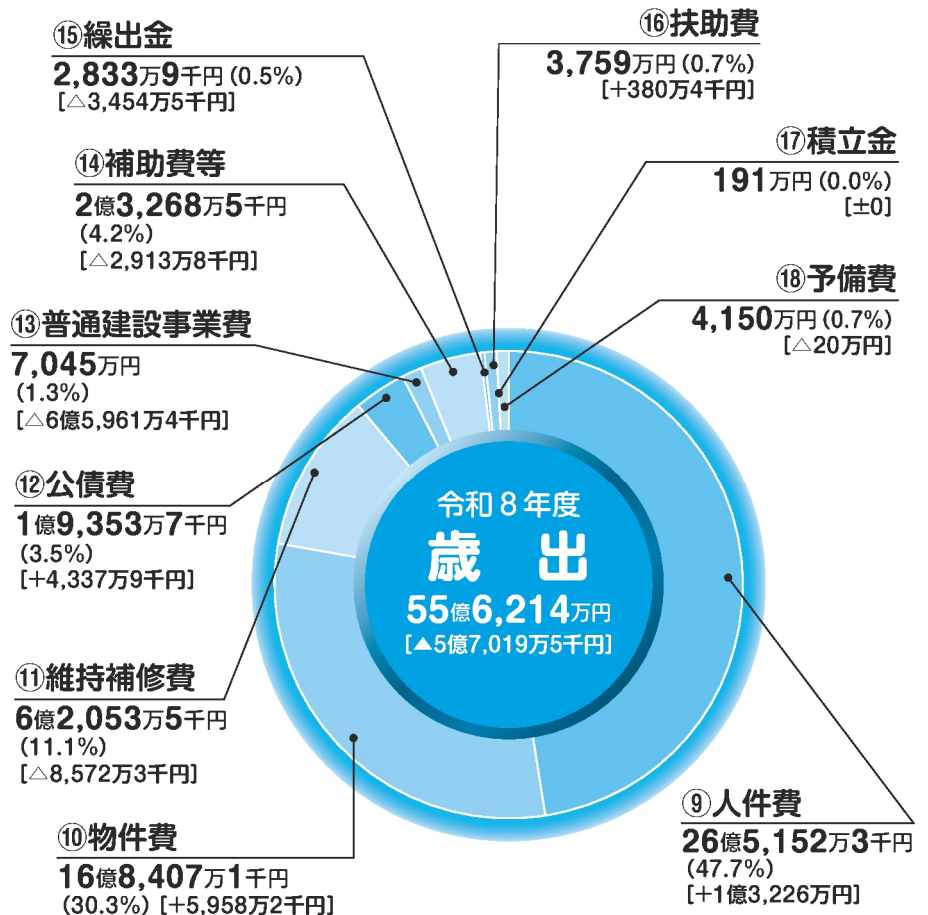 ⑮繰出金
2,833万9千円(0.5%)
[△3,454万5千円]
⑯扶助費
3,759万円(0.7%)
[+380万4千円]
⑭補助費等
2億3,268万5千円
(4.2%)
[△2,913万8千円]
⑰積立金
191万円(0.0%)
[±0]
⑬普通建設事業費
7,045万円
(1.3%)
[△6億5,961万4千円]
⑱予備費
4,150万円(0.7%)
[△20万円]
⑫公債費
1億9,353万7千円
(3.5%)
[+4,337万9千円]
令和8年度
歳出
55億6,214万円
[▲5億7,019万5千円]
⑪維持補修費
6億2,053万5千円
(11.1%)
[△8,572万3千円]
⑩物件費
16億8,407万1千円
(30.3%) [+5,958万2千円]
⑨人件費
26億5,152万3千円
(47.7%)
[+1億3,226万円]